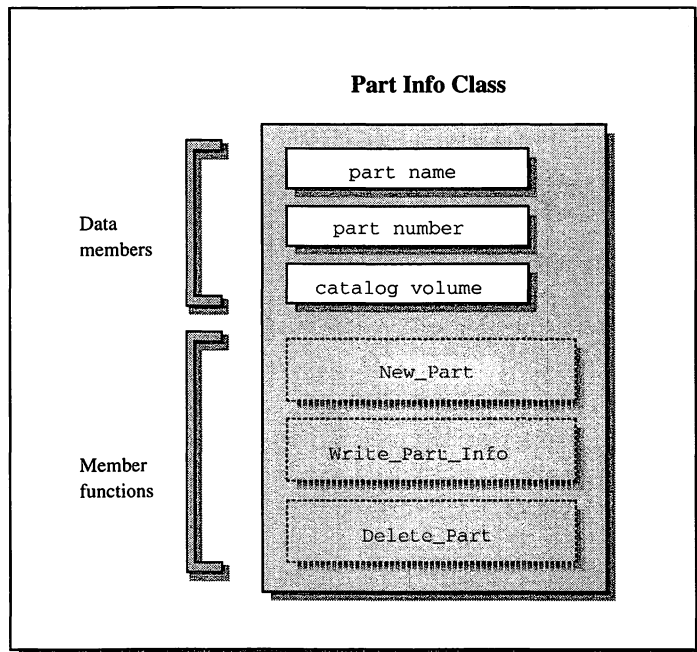 Part Info Class
Data
members
part name
part number
catalog volume
Member
functions
New_Part
Write_Part_Info
Delete_Part